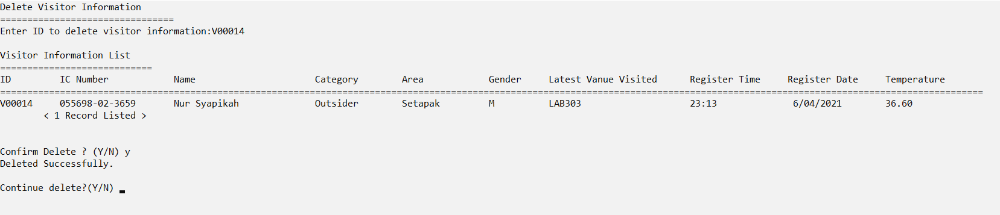 Delete Visitor Information
================================
Enter ID to delete visitor information:V00014
Visitor Information List
============================
ID         IC Number            Name                      Category        Area            Gender     Latest Vanue Visited      Register Time     Register Date     Temperature
=====================================================================================================================================================================================
V00014     055698-02-3659       Nur Syapikah              Outsider        Setapak         M          LAB303                    23:13              6/04/2021        36.60
< 1 Record Listed >
Confirm Delete ? (Y/N) y
Deleted Successfully.
Continue delete?(Y/N)